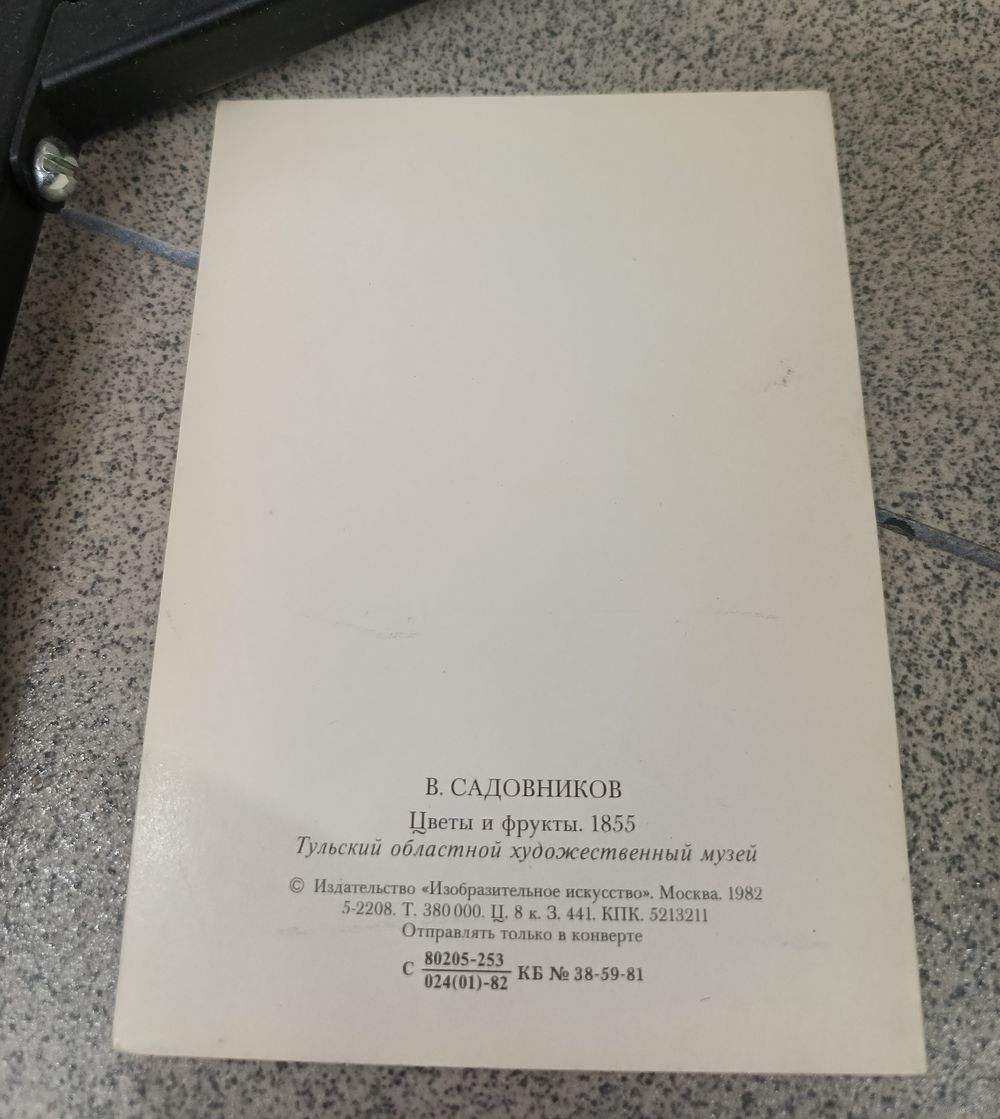 В. САДОВНИКОВ
Цветы и фрукты. 1855
Тульский областной художественный музей
© Издательство «Изобразительное искусство». Москва. 1982
5-2208. Т. 380 000. Ц. 8 к. З. 441. КПК. 5213211
Отправлять только в конверте
С 80205-253 КБ № 38-59-81
024(01)-82